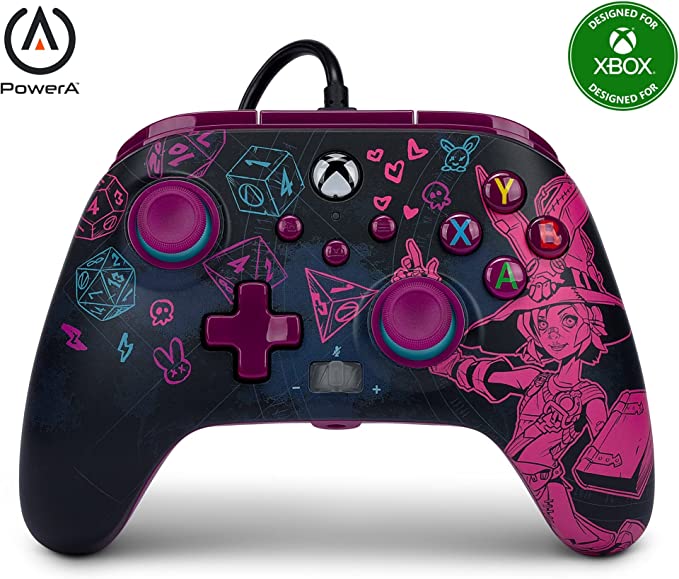 PowerA
DESIGNED FOR
XBOX
DESIGNED FOR
Y
X
B
A
- +